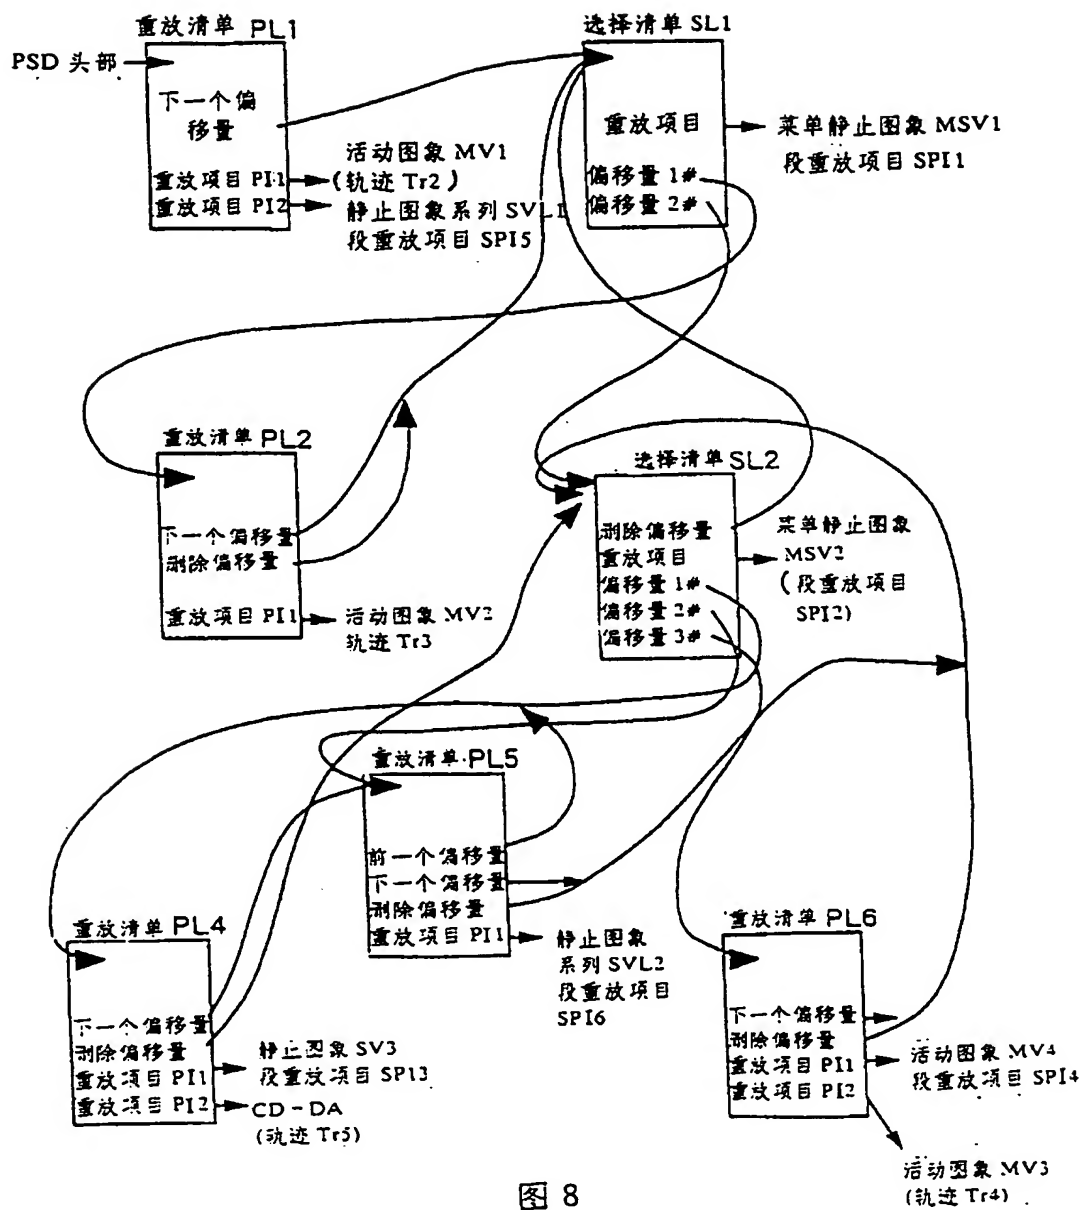 重放清单 PL1
PSD 头部
下一个偏
移量
重放项目 PI1
重放项目 PI2
活动图象 MV1
(轨迹 Tr2)
静止图象系列 SVL1
段重放项目 SPI5
选择清单 SL1
重放项目
偏移量 1#
偏移量 2#
菜单静止图象 MSV1
段重放项目 SPI1
重放清单 PL2
下一个偏移量
删除偏移量
重放项目 PI1
活动图象 MV2
轨迹 Tr3
选择清单 SL2
删除偏移量
重放项目
偏移量 1#
偏移量 2#
偏移量 3#
菜单静止图象
MSV2
(段重放项目
SPI2)
重放清单 PL5
前一个偏移量
下一个偏移量
删除偏移量
重放项目 PI1
静止图象
系列 SVL2
段重放项目
SPI6
重放清单 PL4
下一个偏移量
删除偏移量
重放项目 PI1
重放项目 PI2
静止图象 SV3
段重放项目 SP13
CD-DA
(轨迹 Tr5)
重放清单 PL6
下一个偏移量
删除偏移量
重放项目 PI1
重放项目 PI2
活动图象 MV4
段重放项目 SPI4
活动图象 MV3
(轨迹 Tr4)
图 8